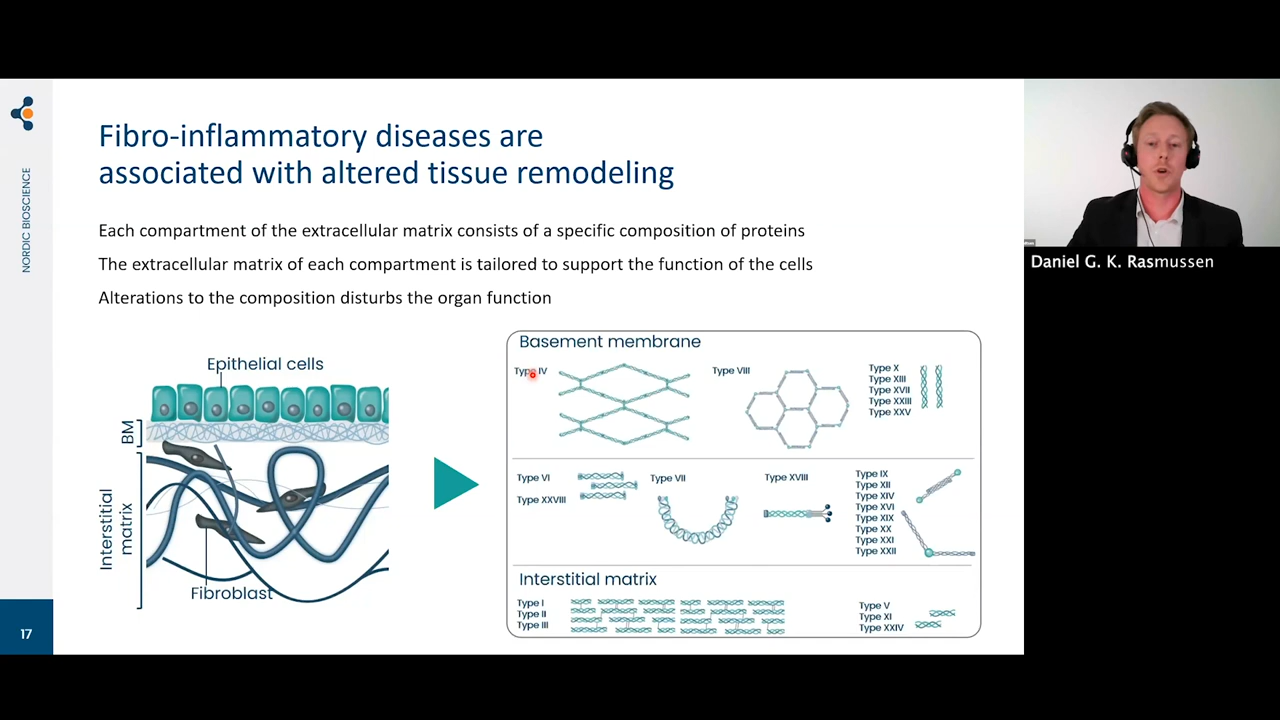 Fibro-inflammatory diseases are
associated with altered tissue remodeling
Each compartment of the extracellular matrix consists of a specific composition of proteins
The extracellular matrix of each compartment is tailored to support the function of the cells
Alterations to the composition disturbs the organ function
NORDIC BIOSCIENCE
17
Epithelial cells
BM
Interstitial
matrix
Fibroblast
Basement membrane
Type IV
Type VIII
Type X
Type XIII
Type XVII
Type XXIII
Type XXV
Type VI
Type XXVIII
Type VII
Type XVIII
Type IX
Type XII
Type XIV
Type XVI
Type XIX
Type XX
Type XXI
Type XXII
Interstitial matrix
Type I
Type II
Type III
Type V
Type XI
Type XXIV
Daniel G. K. Rasmussen